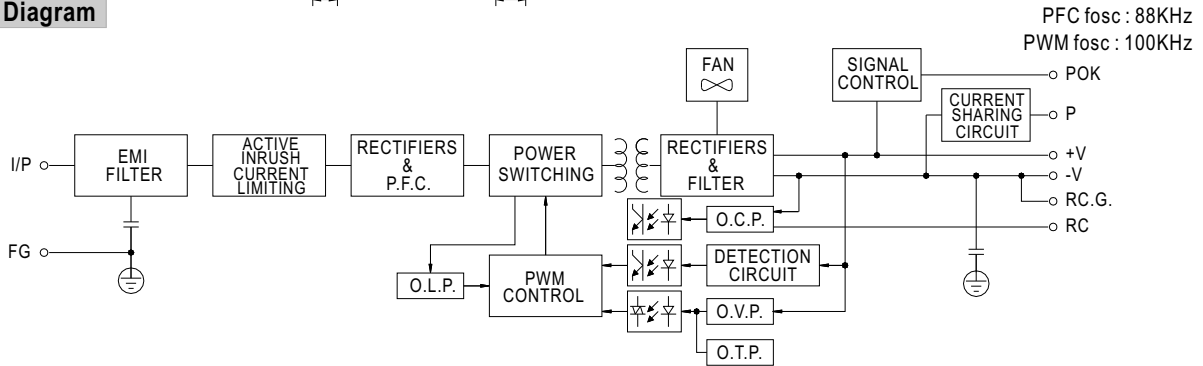 Diagram
PFC fosc : 88KHz
PWM fosc : 100KHz
FAN
SIGNAL
CONTROL
POK
CURRENT
SHARING
CIRCUIT
P
I/P
EMI
FILTER
ACTIVE
INRUSH
CURRENT
LIMITING
RECTIFIERS
&
P.F.C.
POWER
SWITCHING
RECTIFIERS
&
FILTER
+V
-V
RC.G.
O.C.P.
RC
FG
O.L.P.
PWM
CONTROL
DETECTION
CIRCUIT
O.V.P.
O.T.P.